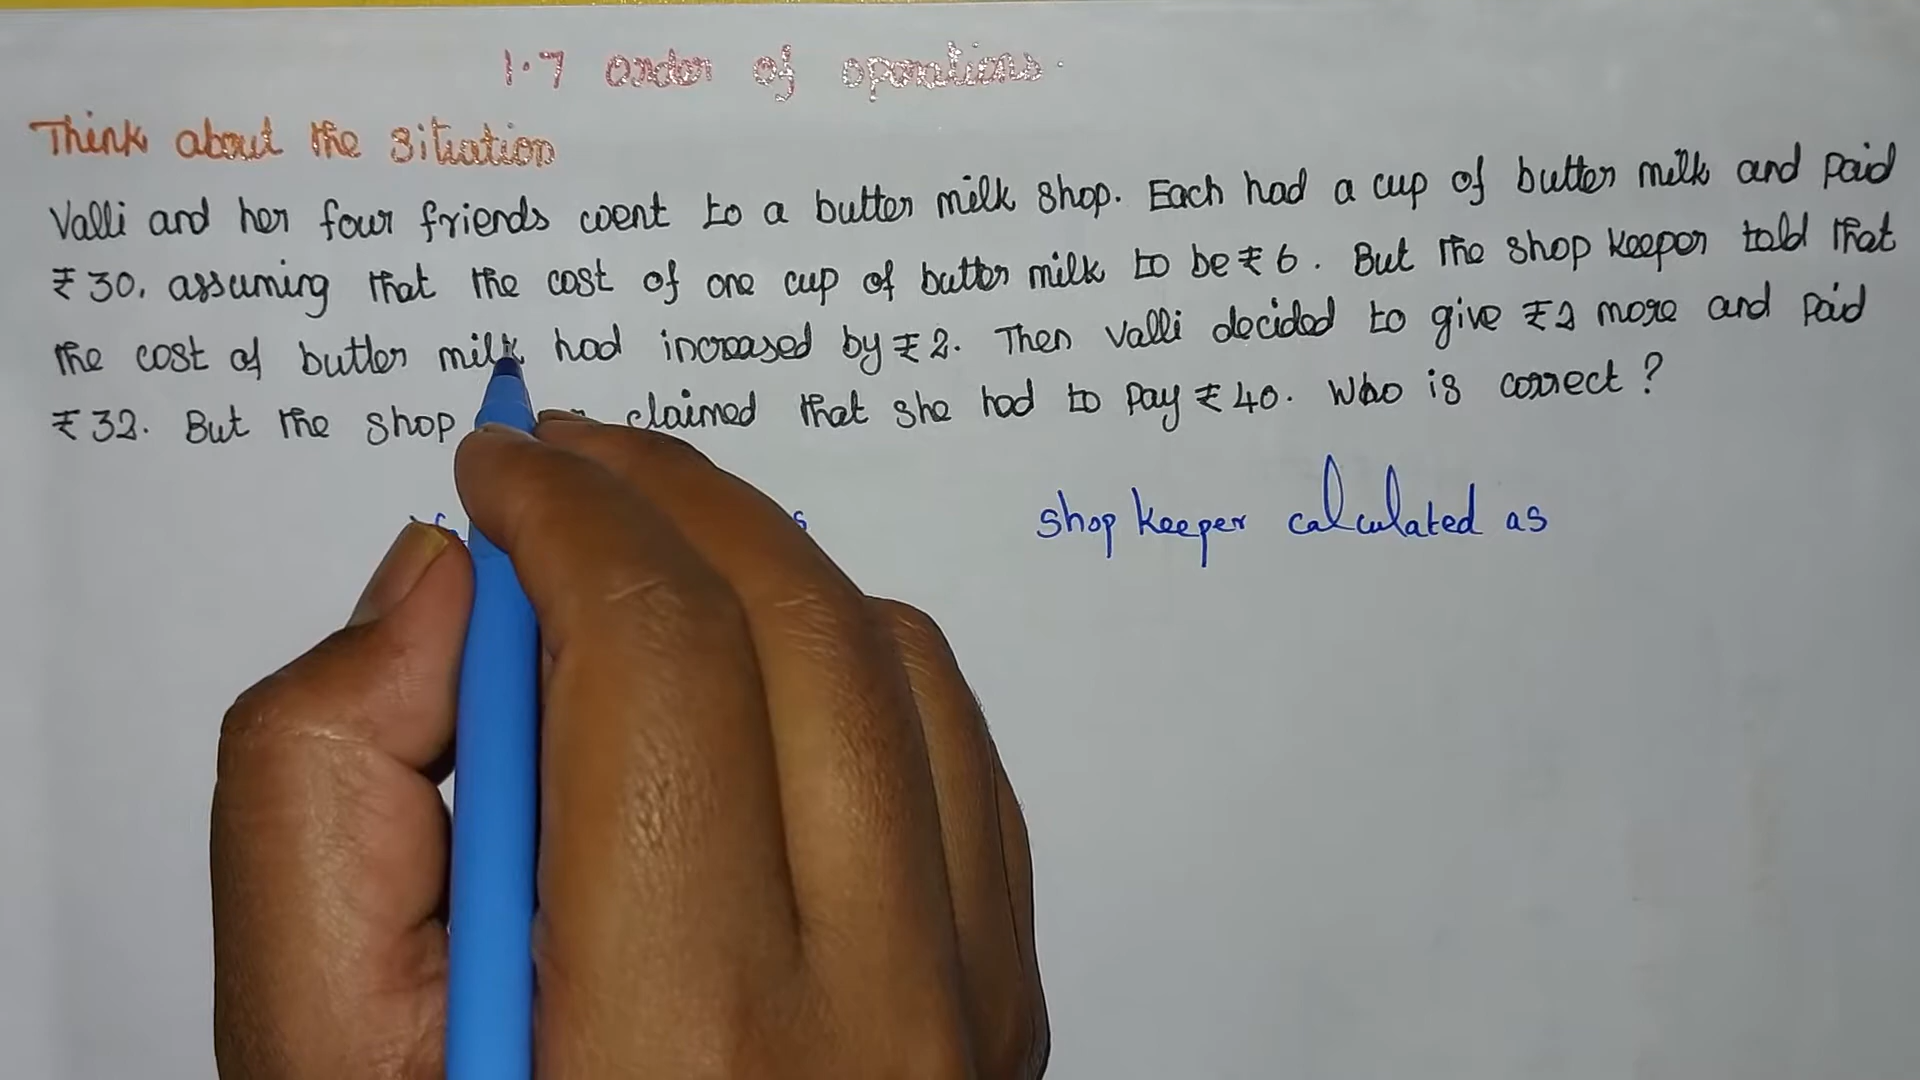 1.7 Order of operations.
Think about the situation
Valli and her four friends went to a butter milk shop. Each had a cup of butter milk and paid
₹30, assuming that the cost of one cup of butter milk to be ₹6. But the shop keeper told that
the cost of butter milk had increased by ₹2. Then Valli decided to give ₹2 more and paid
₹32. But the shop claimed that she had to pay ₹40. Who is correct?
shop keeper calculated as